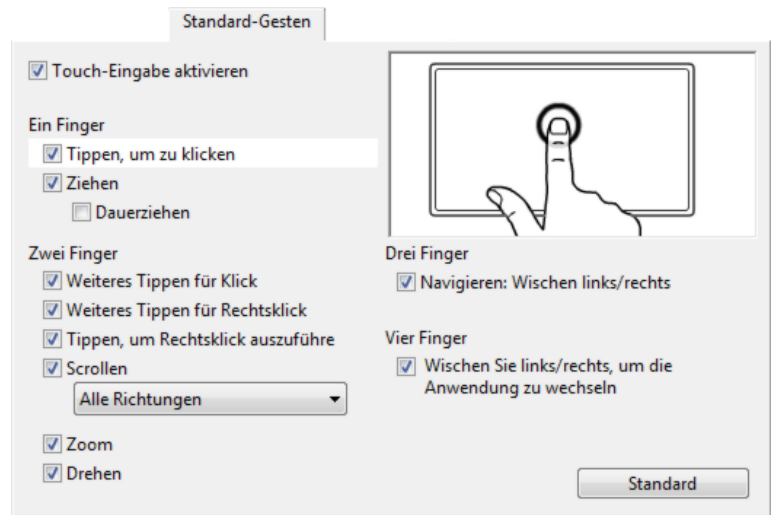 Standard-Gesten
Touch-Eingabe aktivieren
Ein Finger
Tippen, um zu klicken
Ziehen
Dauerziehen
Zwei Finger
Weiteres Tippen für Klick
Weiteres Tippen für Rechtsklick
Tippen, um Rechtsklick auszuführe
Scrollen
Alle Richtungen
Zoom
Drehen
Drei Finger
Navigieren: Wischen links/rechts
Vier Finger
Wischen Sie links/rechts, um die
Anwendung zu wechseln
Standard